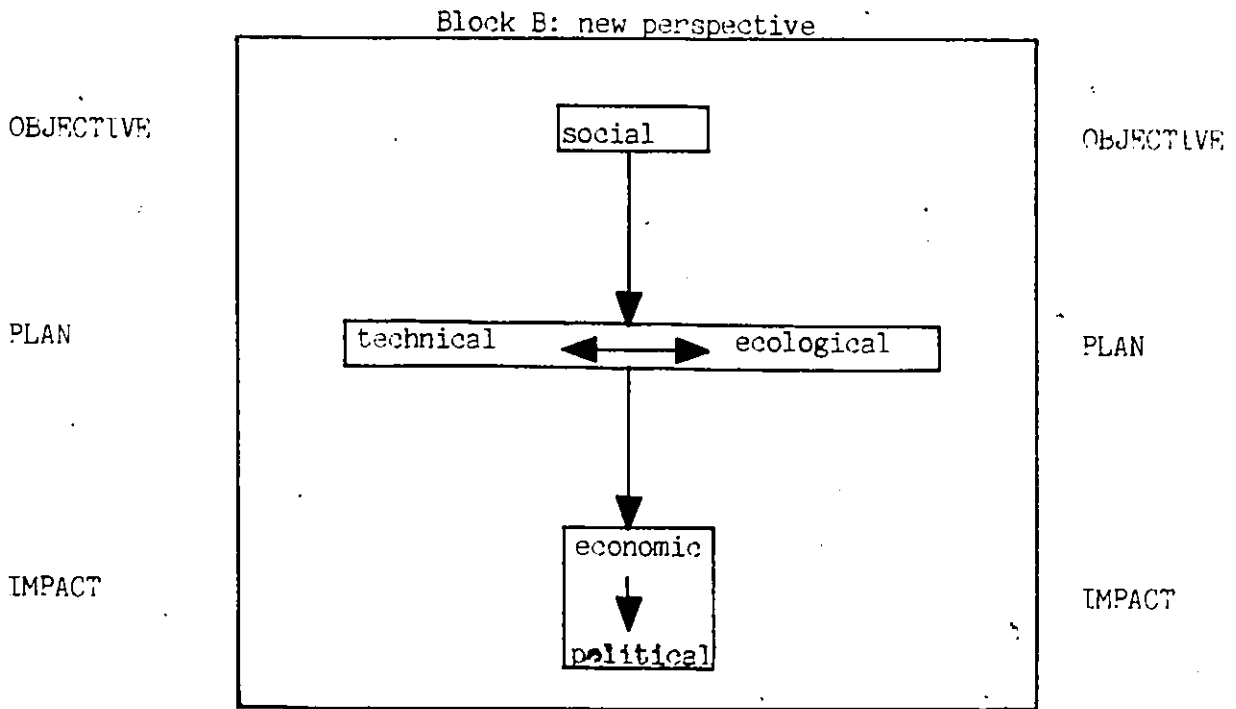 Block B: new perspective
OBJECTIVE social OBJECTIVE
PLAN technical ecological PLAN
economic
IMPACT IMPACT
political